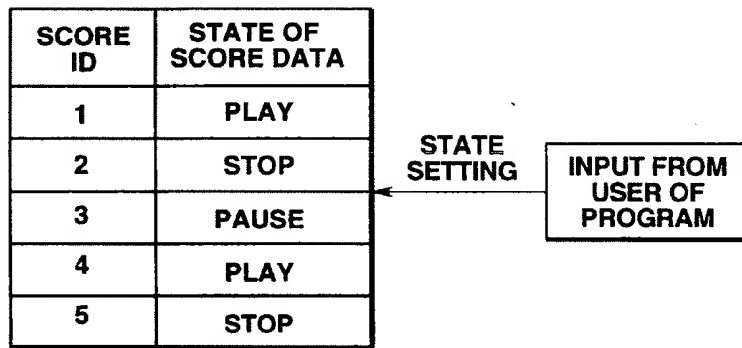 SCORE ID
STATE OF SCORE DATA
1 PLAY
2 STOP
3 PAUSE
4 PLAY
5 STOP
STATE
SETTING
INPUT FROM
USER OF
PROGRAM